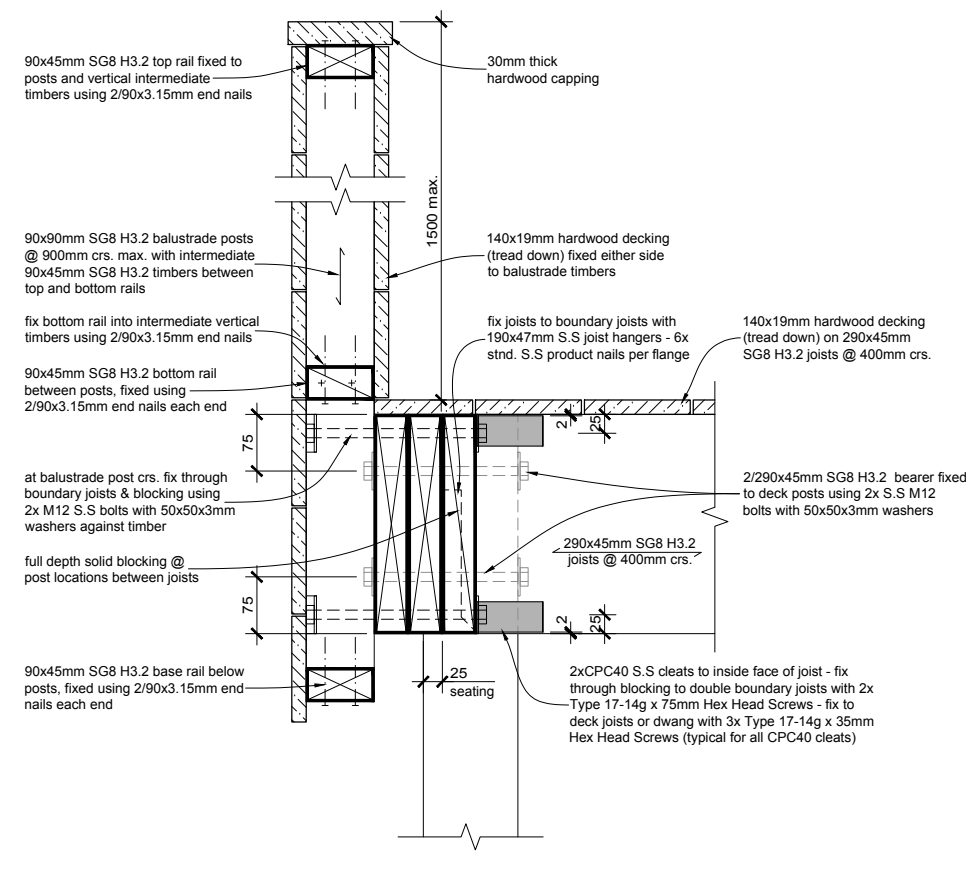 90x45mm SG8 H3.2 top rail fixed to
posts and vertical intermediate
timbers using 2/90x3.15mm end nails
30mm thick
hardwood capping
1500 max.
90x90mm SG8 H3.2 balustrade posts
@ 900mm crs. max. with intermediate
90x45mm SG8 H3.2 timbers between
top and bottom rails
140x19mm hardwood decking
(tread down) fixed either side
to balustrade timbers
fix bottom rail into intermediate vertical
timbers using 2/90x3.15mm end nails
fix joists to boundary joists with
190x47mm S.S joist hangers - 6x
stnd. S.S product nails per flange
140x19mm hardwood decking
(tread down) on 290x45mm
SG8 H3.2 joists @ 400mm crs.
90x45mm SG8 H3.2 bottom rail
between posts, fixed using
2/90x3.15mm end nails each end
75
2
25
at balustrade post crs. fix through
boundary joists & blocking using
2x M12 S.S bolts with 50x50x3mm
washers against timber
2/290x45mm SG8 H3.2 bearer fixed
to deck posts using 2x S.S M12
bolts with 50x50x3mm washers
full depth solid blocking @
post locations between joists
290x45mm SG8 H3.2
joists @ 400mm crs.
75
2
25
90x45mm SG8 H3.2 base rail below
posts, fixed using 2/90x3.15mm end
nails each end
25
seating
2xCPC40 S.S cleats to inside face of joist - fix
through blocking to double boundary joists with 2x
Type 17-14g x 75mm Hex Head Screws - fix to
deck joists or dwang with 3x Type 17-14g x 35mm
Hex Head Screws (typical for all CPC40 cleats)